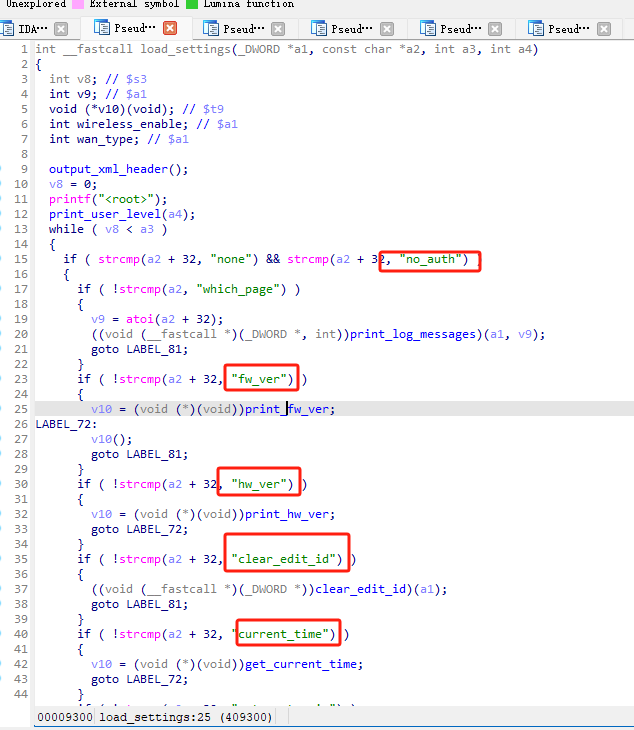 Unexplored External symbol Lumina function
IDA··· Pseud··· Pseud··· Pseud··· Pseud··· Pseud···
1 int __fastcall load_settings(_DWORD *a1, const char *a2, int a3, int a4)
2 {
3 int v8; // $s3
4 int v9; // $a1
5 void (*v10)(void); // $t9
6 int wireless_enable; // $a1
7 int wan_type; // $a1
8
9 output_xml_header();
10 v8 = 0;
11 printf("<root>");
12 print_user_level(a4);
13 while ( v8 < a3 )
14 {
15 if ( strcmp(a2 + 32, "none") && strcmp(a2 + 32, "no_auth") )
16 {
17 if ( !strcmp(a2, "which_page") )
18 {
19 v9 = atoi(a2 + 32);
20 ((void (__fastcall *)(_DWORD *, int))print_log_messages)(a1, v9);
21 goto LABEL_81;
22 }
23 if ( !strcmp(a2 + 32, "fw_ver") )
24 {
25 v10 = (void (*)(void))print_fw_ver;
26 LABEL_72:
27 v10();
28 goto LABEL_81;
29 }
30 if ( !strcmp(a2 + 32, "hw_ver") )
31 {
32 v10 = (void (*)(void))print_hw_ver;
33 goto LABEL_72;
34 }
35 if ( !strcmp(a2 + 32, "clear_edit_id") )
36 {
37 ((void (__fastcall *)(_DWORD *))clear_edit_id)(a1);
38 goto LABEL_81;
39 }
40 if ( !strcmp(a2 + 32, "current_time") )
41 {
42 v10 = (void (*)(void))get_current_time;
43 goto LABEL_72;
44 }
00009300 load_settings:25 (409300)